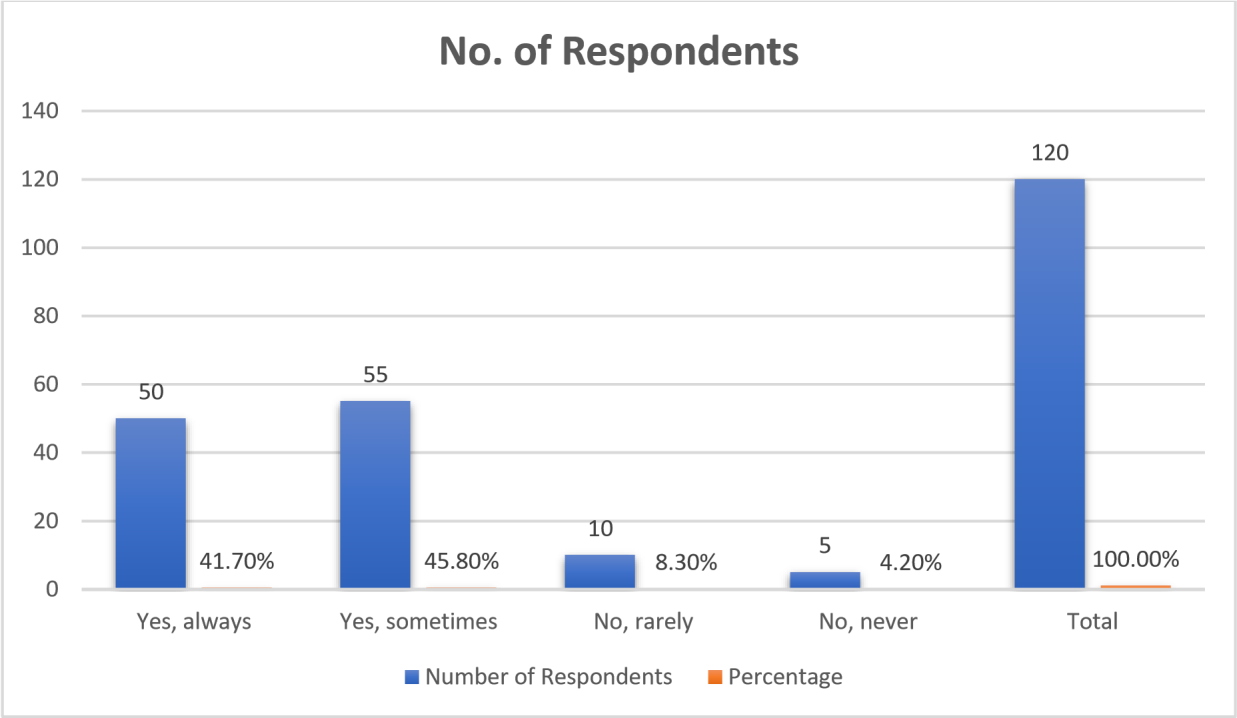 No. of Respondents
140
120
100
80
60
40
20
0
50
41.70%
55
45.80%
10
8.30%
5
4.20%
120
100.00%
Yes, always
Yes, sometimes
No, rarely
No, never
Total
Number of Respondents
Percentage